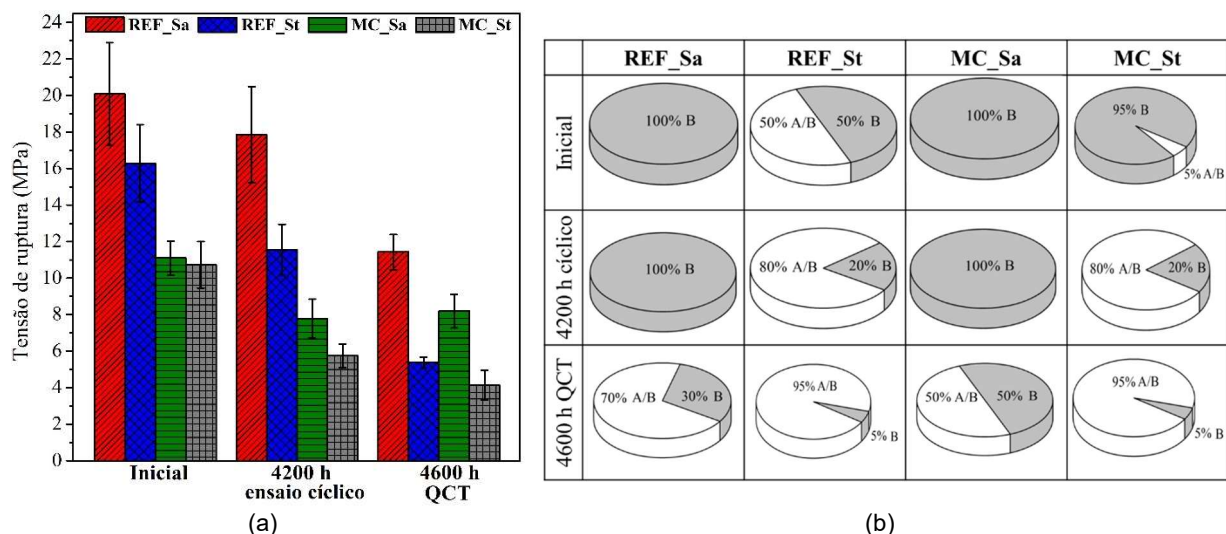 24
22
20
18
16
14
12
10
8
6
4
2
0
Tensão de ruptura (MPa)
REF_Sa REF_St MC_Sa MC_St
Inicial
4200 h
ensaio cíclico
4600 h
QCT
(a)
REF_Sa REF_St MC_Sa MC_St
Inicial
100% B
50% A/B 50% B
100% B
95% B
5% A/B
4200 h cíclico
100% B
80% A/B 20% B
100% B
80% A/B 20% B
4600 h QCT
70% A/B 30% B
95% A/B
5% B
50% A/B 50% B
95% A/B
5% B
(b)